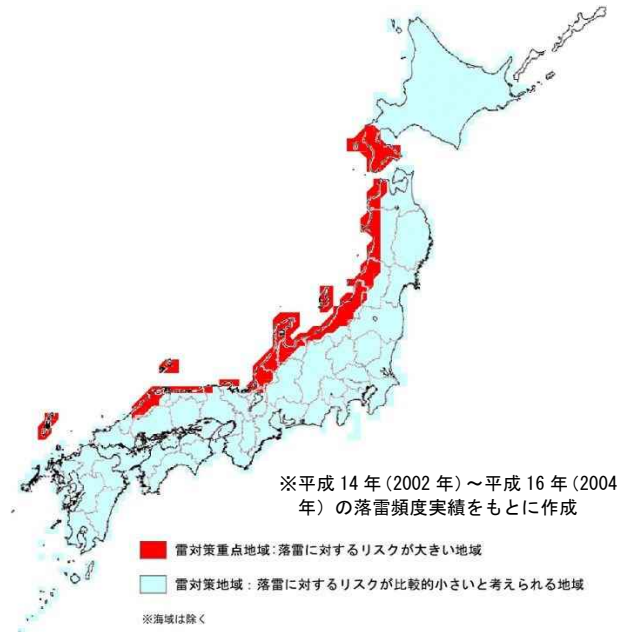 ※平成 14 年(2002 年)～平成 16 年(2004
年）の落雷頻度実績をもとに作成
雷対策重点地域：落雷に対するリスクが大きい地域
雷対策地域：落雷に対するリスクが比較的小さいと考えられる地域
※海域は除く